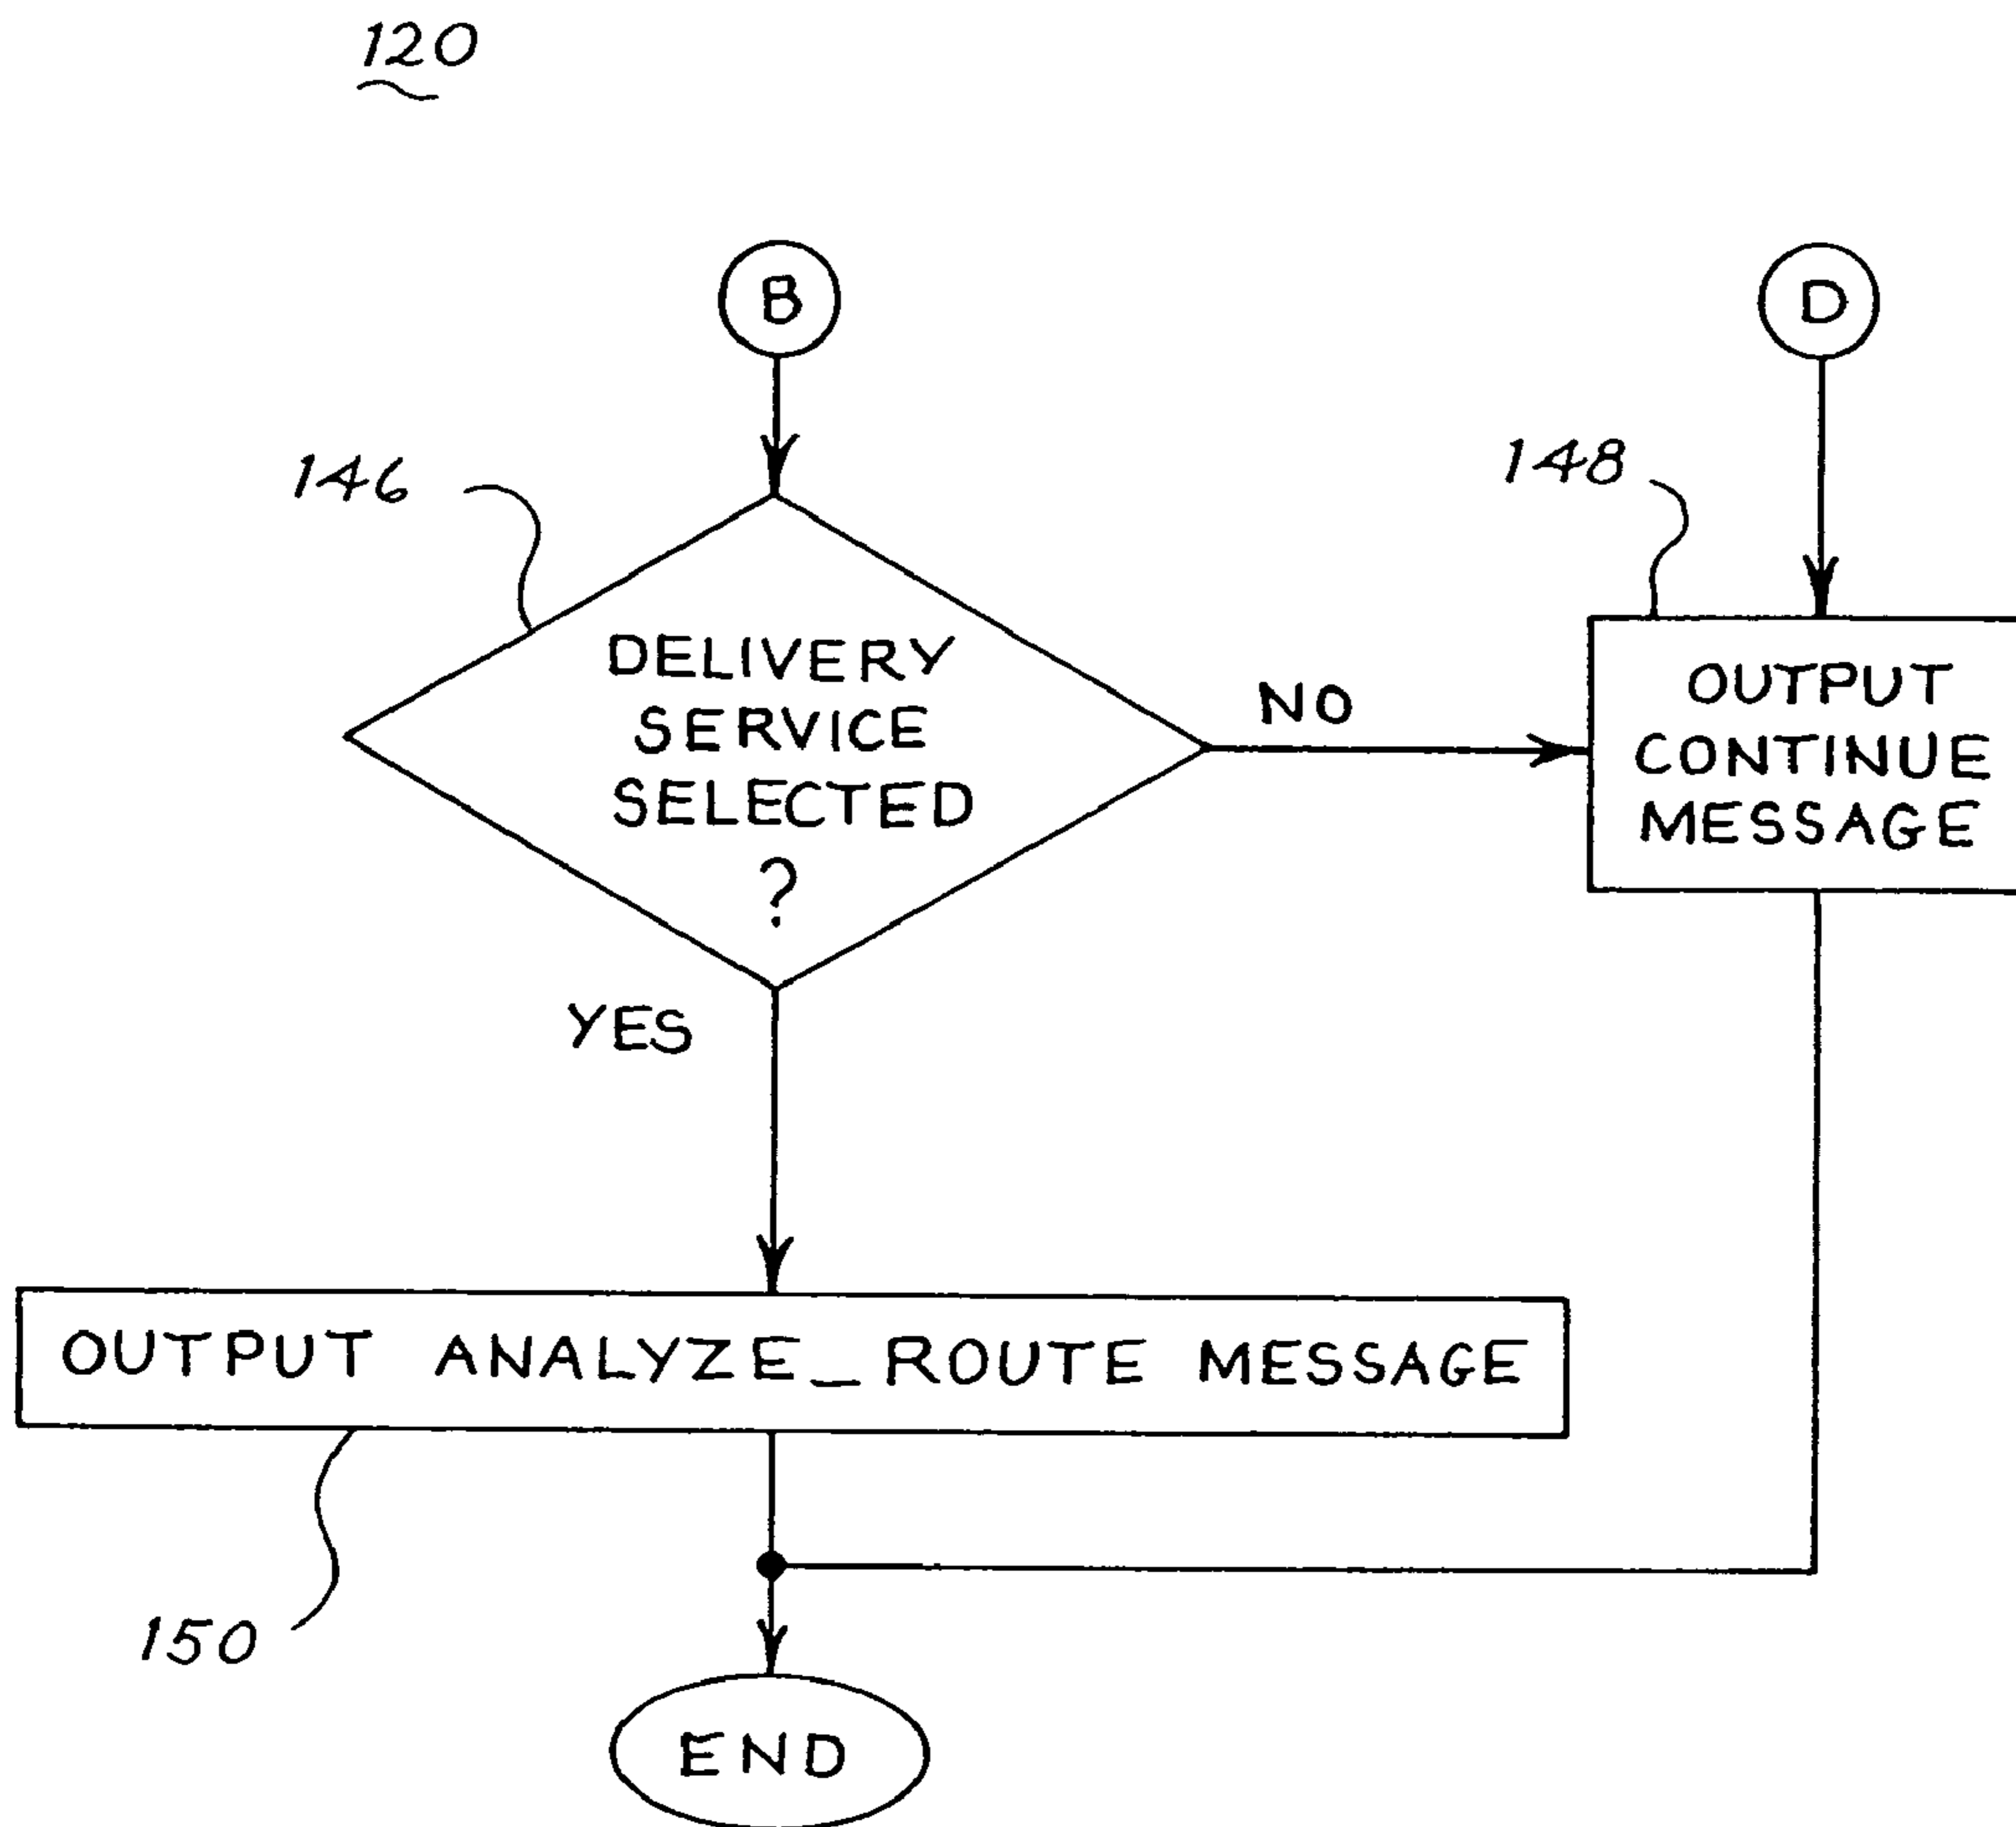 120
B
D
146
148
DELIVERY
SERVICE
SELECTED
?
NO
OUTPUT
CONTINUE
MESSAGE
YES
OUTPUT ANALYZE_ROUTE MESSAGE
150
END